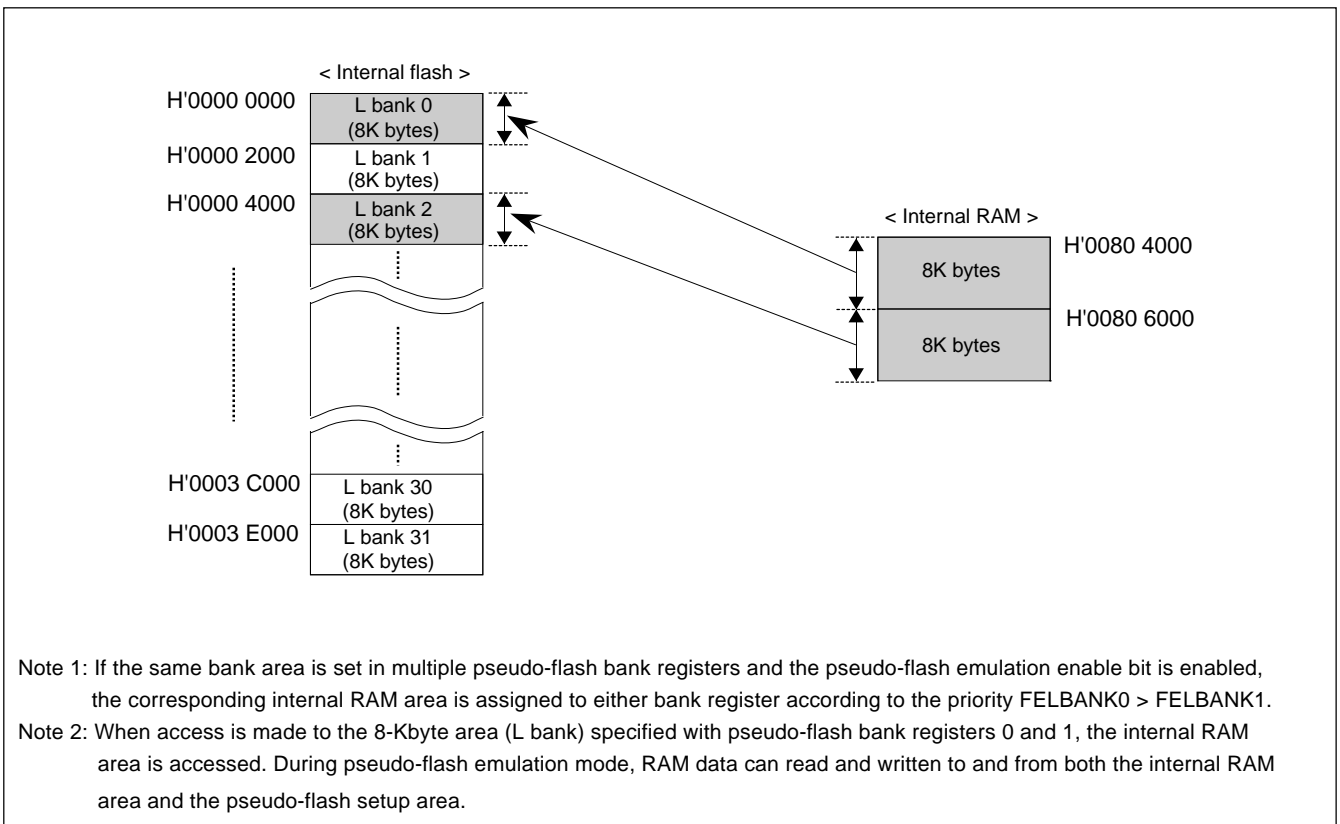 < Internal flash >
H'0000 0000
L bank 0
(8K bytes)
H'0000 2000
L bank 1
(8K bytes)
H'0000 4000
L bank 2
(8K bytes)
< Internal RAM >
8K bytes
H'0080 4000
8K bytes
H'0080 6000
H'0003 C000
L bank 30
(8K bytes)
H'0003 E000
L bank 31
(8K bytes)
Note 1: If the same bank area is set in multiple pseudo-flash bank registers and the pseudo-flash emulation enable bit is enabled,
the corresponding internal RAM area is assigned to either bank register according to the priority FELBANK0 > FELBANK1.
Note 2: When access is made to the 8-Kbyte area (L bank) specified with pseudo-flash bank registers 0 and 1, the internal RAM
area is accessed. During pseudo-flash emulation mode, RAM data can read and written to and from both the internal RAM
area and the pseudo-flash setup area.